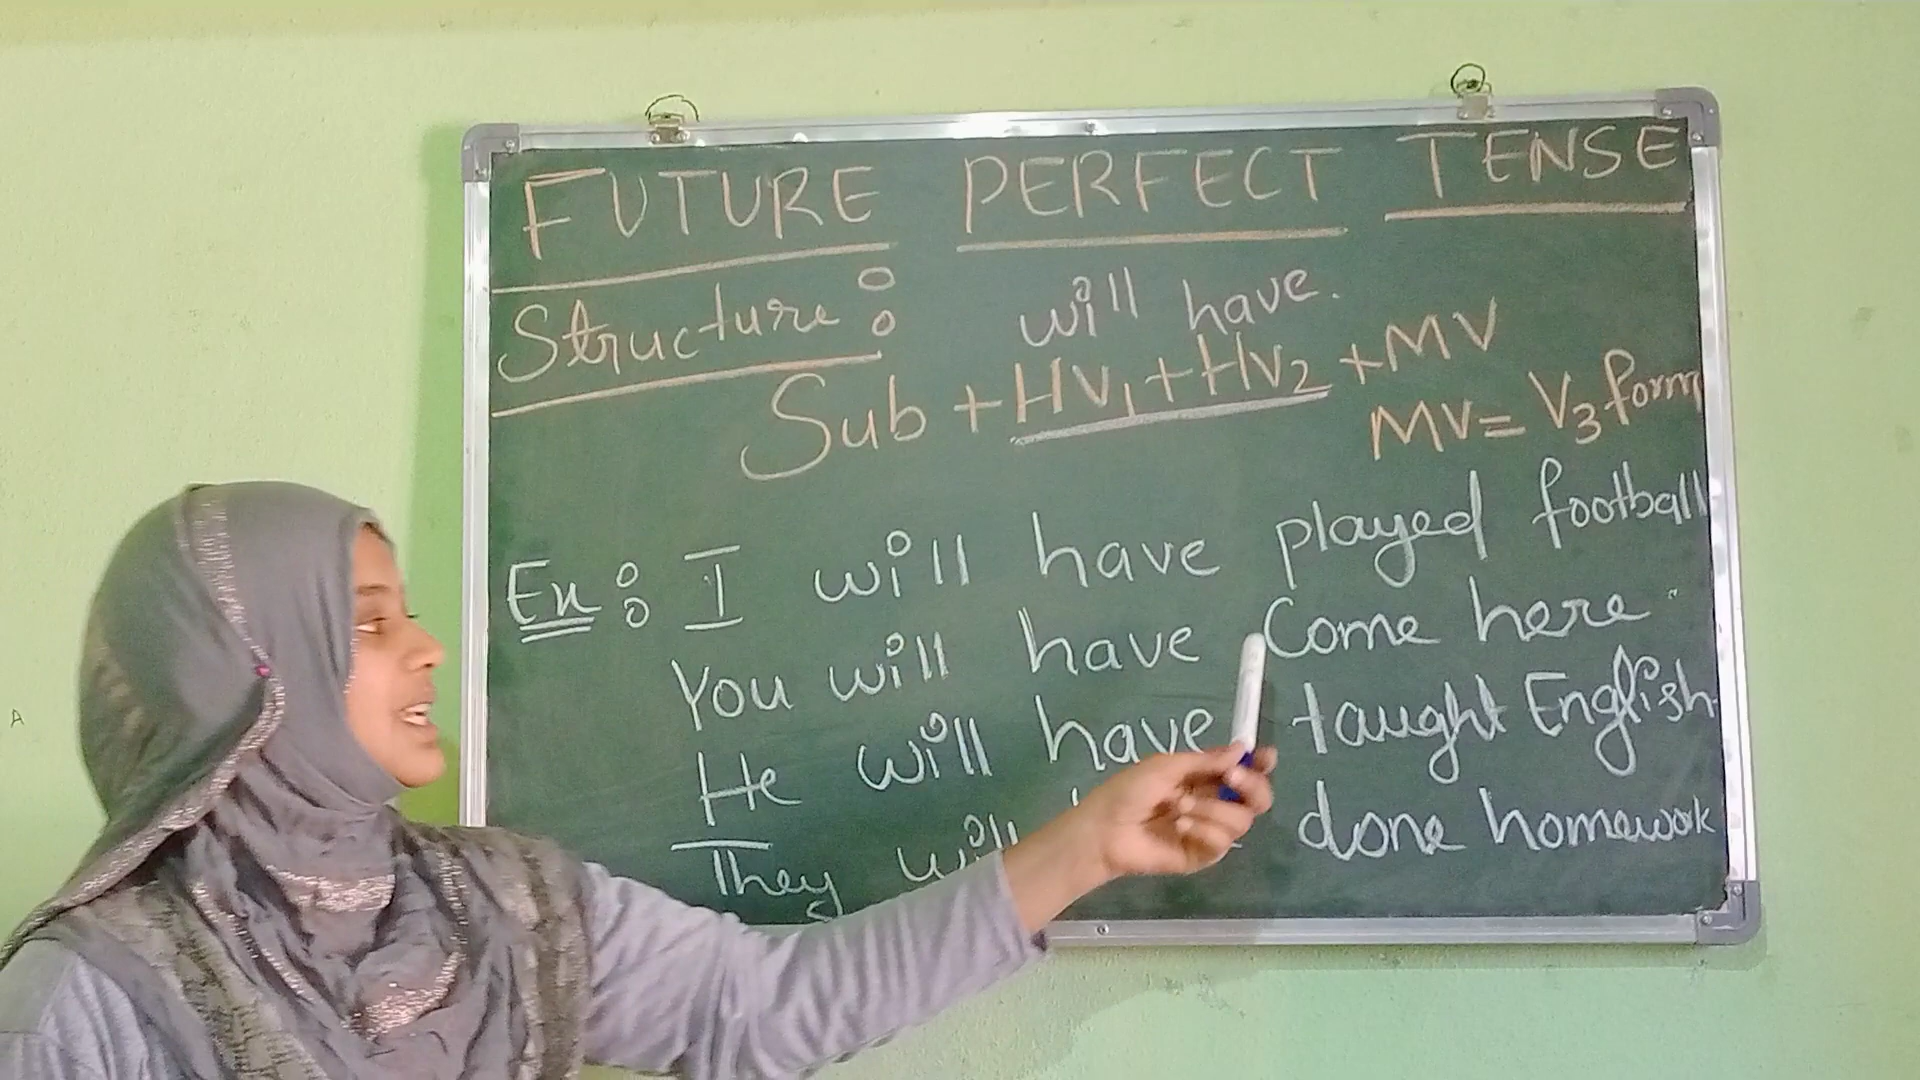 FUTURE PERFECT TENSE
Structure:
will have.
Sub + HV1 + HV2 + MV
MV = V3 form
Ex: I will have played football
You will have Come here.
He will have taught English
They will done homework
A